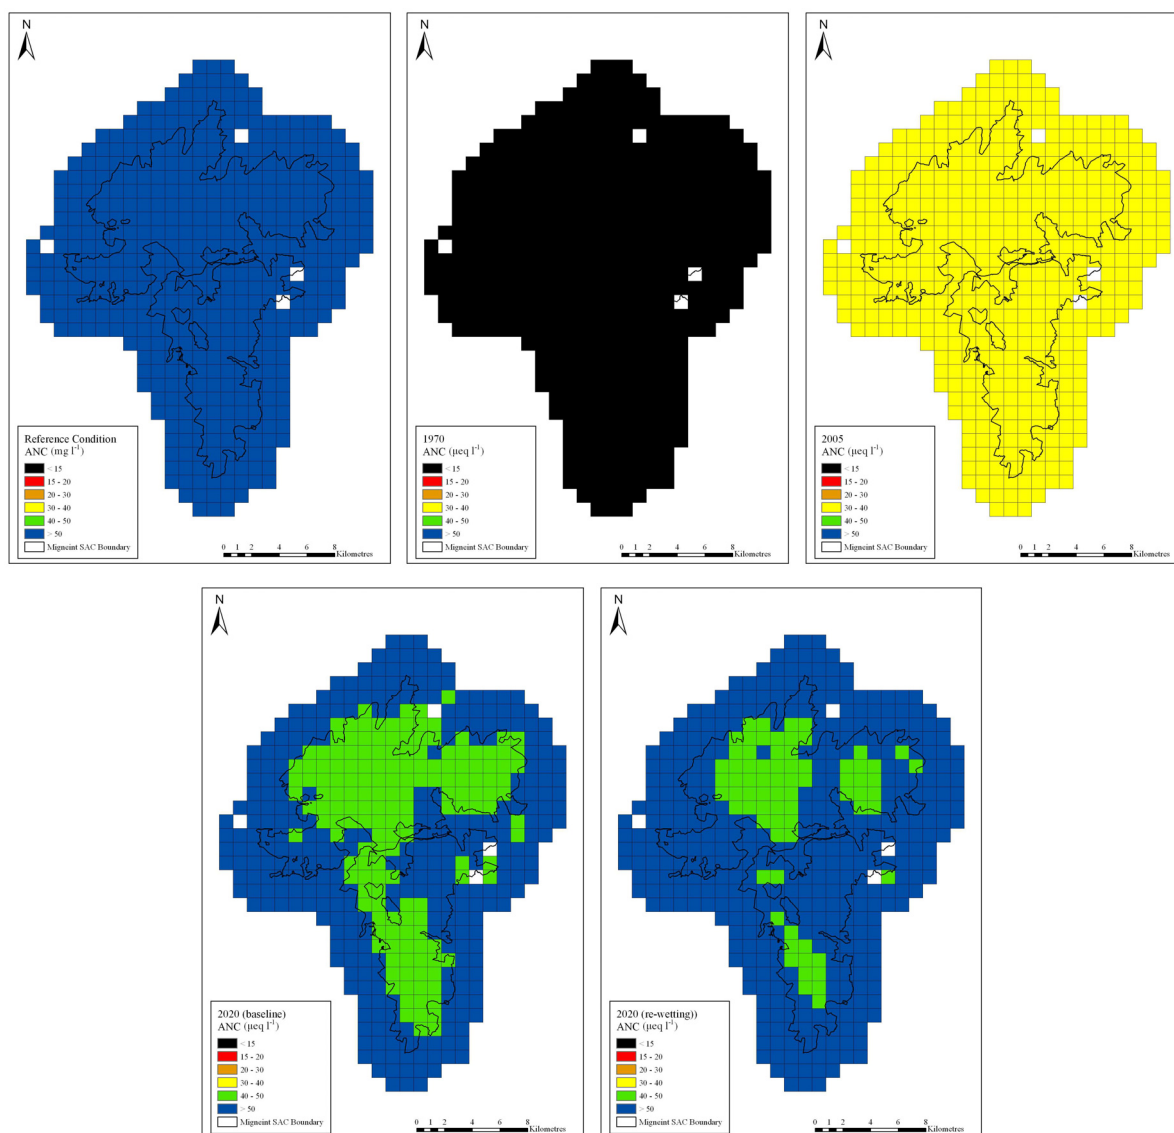 N
Reference Condition
ANC (mg l⁻¹)
< 15
15 - 20
20 - 30
30 - 40
40 - 50
> 50
Migneint SAC Boundary
0 1 2 4 6 8
Kilometres
N
1970
ANC (µeq l⁻¹)
< 15
15 - 20
20 - 30
30 - 40
40 - 50
> 50
Migneint SAC Boundary
0 1 2 4 6 8
Kilometres
N
2005
ANC (µeq l⁻¹)
< 15
15 - 20
20 - 30
30 - 40
40 - 50
> 50
Migneint SAC Boundary
0 1 2 4 6 8
Kilometres
N
2020 (baseline)
ANC (µeq l⁻¹)
< 15
15 - 20
20 - 30
30 - 40
40 - 50
> 50
Migneint SAC Boundary
0 1 2 4 6 8
Kilometres
N
2020 (re-wetting))
ANC (µeq l⁻¹)
< 15
15 - 20
20 - 30
30 - 40
40 - 50
> 50
Migneint SAC Boundary
0 1 2 4 6 8
Kilometres